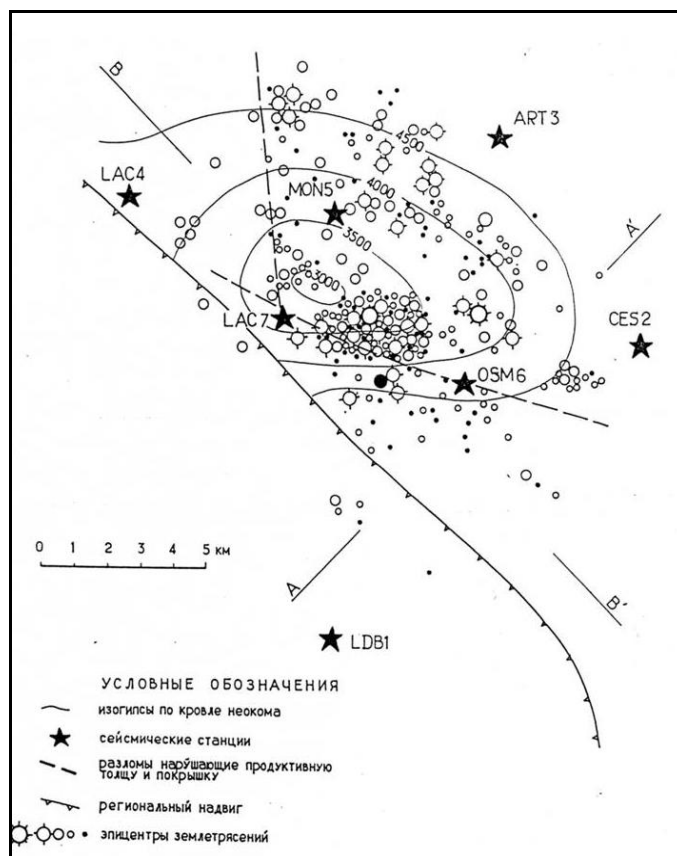 B
ART3
4500
LAC4
4000
MON5
3500
A'
3000
LAC7
CES2
OSM6
0 1 2 3 4 5 км
A
B'
LDB1
УСЛОВНЫЕ ОБОЗНАЧЕНИЯ
изогипсы по кровле неокома
сейсмические станции
разломы нарушающие продуктивную
толщу и покрышку
региональный надвиг
эпицентры землетрясений